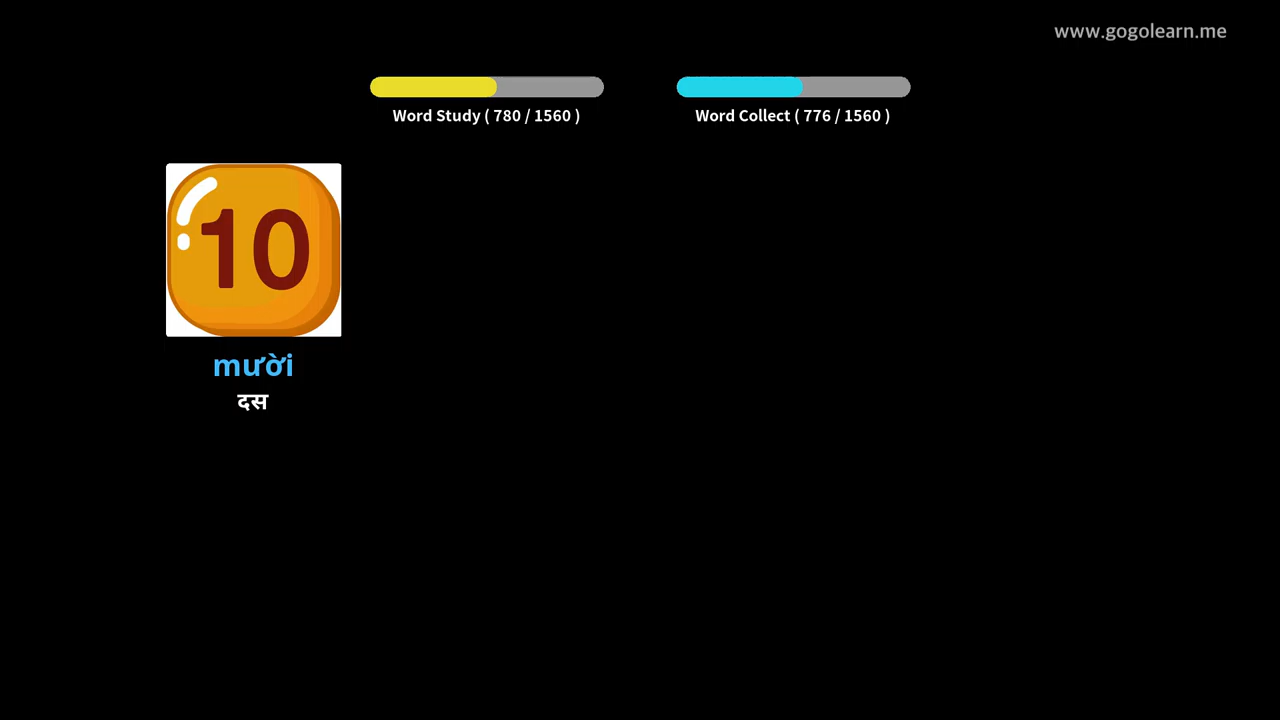 www.gogolearn.me
Word Study ( 780 / 1560 )
Word Collect ( 776 / 1560 )
10
mười
दस